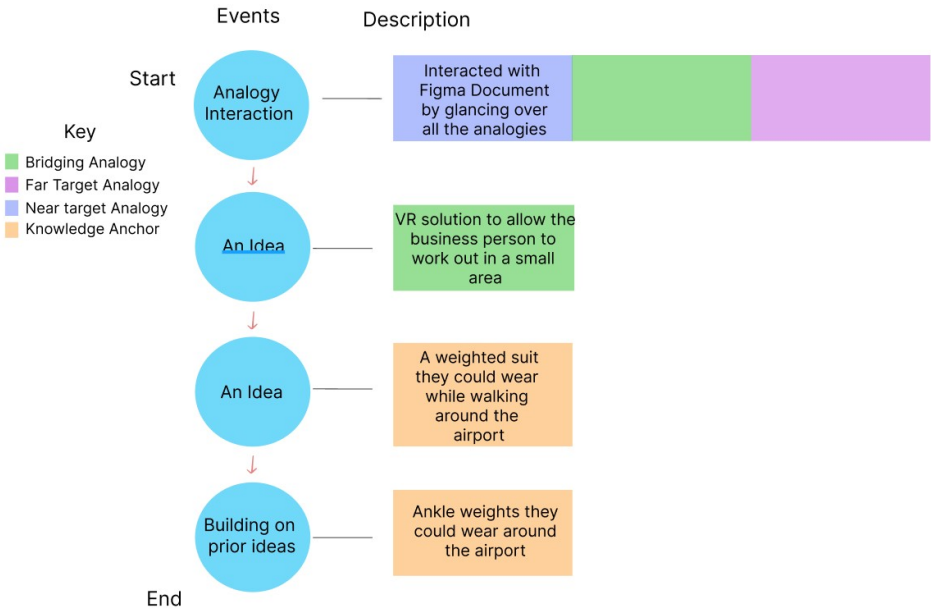 Events
Description
Start
Analogy
Interaction
Interacted with
Figma Document
by glancing over
all the analogies
Key
Bridging Analogy
Far Target Analogy
Near target Analogy
Knowledge Anchor
An Idea
VR solution to allow the
business person to
work out in a small
area
An Idea
A weighted suit
they could wear
while walking
around the
airport
Building on
prior ideas
Ankle weights they
could wear around
the airport
End